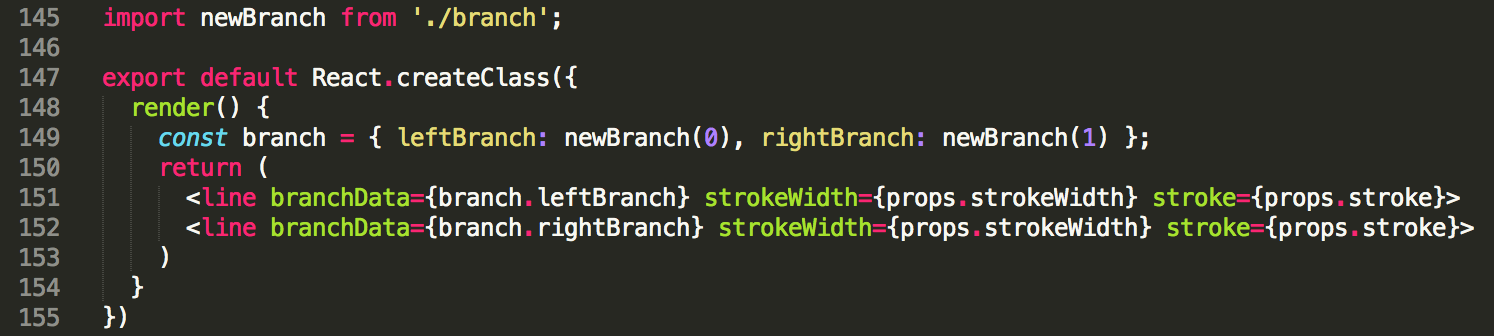 145 import newBranch from './branch';
146
147 export default React.createClass({
148 render() {
149 const branch = { leftBranch: newBranch(0), rightBranch: newBranch(1) };
150 return (
151 <line branchData={branch.leftBranch} strokeWidth={props.strokeWidth} stroke={props.stroke}>
152 <line branchData={branch.rightBranch} strokeWidth={props.strokeWidth} stroke={props.stroke}>
153 )
154 }
155 })